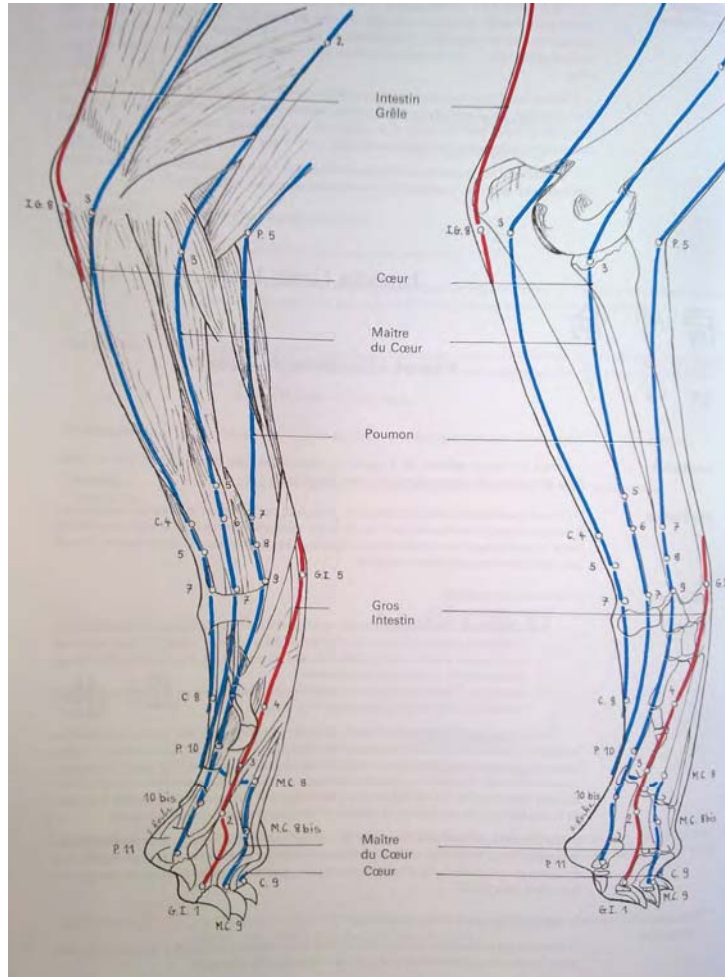 2
Intestin
Grêle
I.G. 8
3
3
P. 5
I.G. 8
3
3
P. 5
Cœur
Maître
du Cœur
Poumon
C. 4
5
5
6
7
8
7
7
9
G.I. 5
C. 4
5
5
6
7
8
7
7
9
Gros
Intestin
C. 8
4
P. 10
3
M.C. 8
10 bis
2
M.C. 8 bis
P. 11
C. 8
4
P. 10
3
M.C. 8
10 bis
2
M.C. 8 bis
P. 11
Maître
du Cœur
Cœur
C. 9
G.I. 1
M.C. 9
C. 9
G.I. 1
M.C. 9